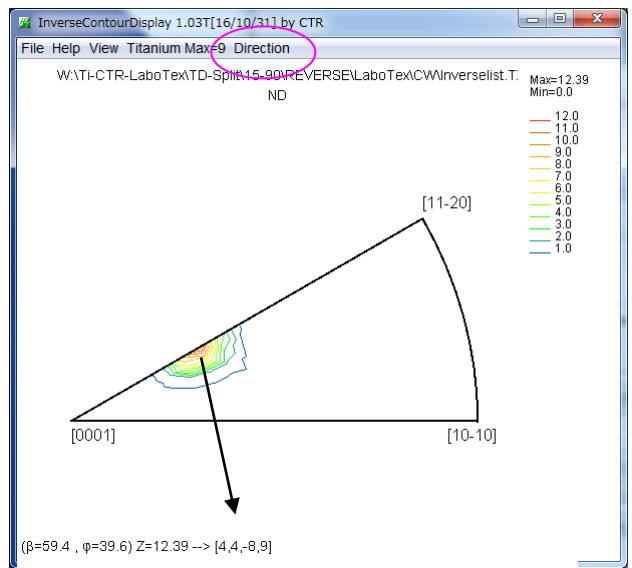 InverseContourDisplay 1.03T[16/10/31] by CTR
File Help View Titanium Max=9 Direction
W:\Ti-CTR-LaboTex\TD-Split\15-90\REVERSE\LaboTex\CW\Inverselist.T
ND
Max=12.39
Min=0.0
12.0
11.0
10.0
9.0
8.0
7.0
6.0
5.0
4.0
3.0
2.0
1.0
[11-20]
[0001]
[10-10]
(β=59.4 , φ=39.6) Z=12.39 --> [4,4,-8,9]